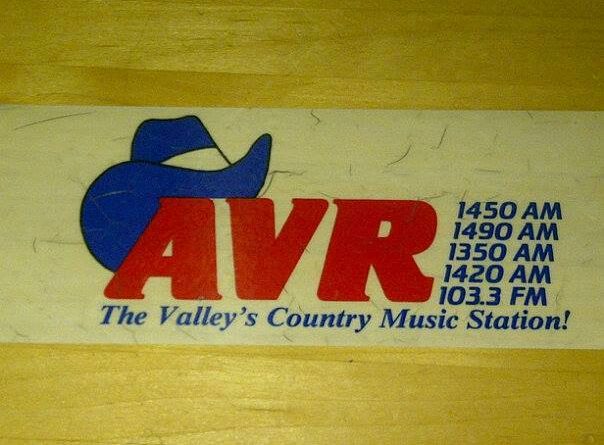 AVR
1450 AM
1490 AM
1350 AM
1420 AM
103.3 FM
The Valley's Country Music Station!